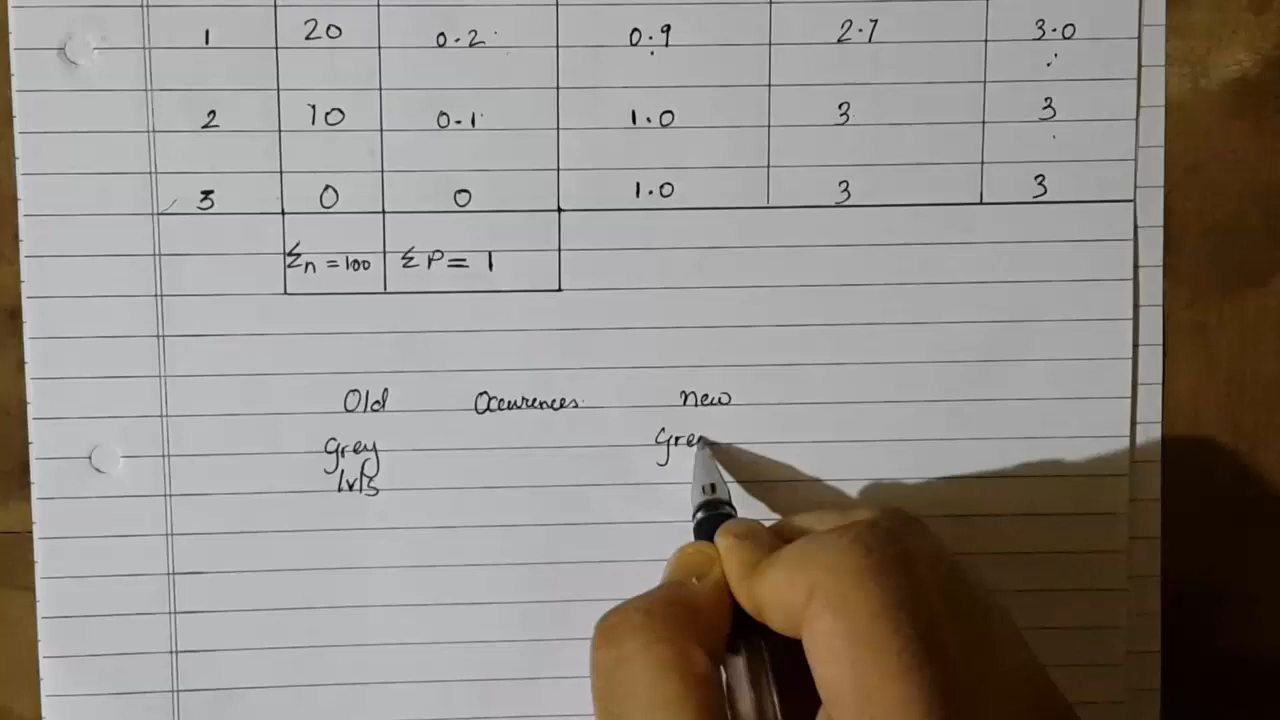 1 20 0.2 0.9 2.7 3.0
2 10 0.1 1.0 3 3
3 0 0 1.0 3 3
Σn = 100 ΣP = 1
Old Occurences new
grey Grey
lvls